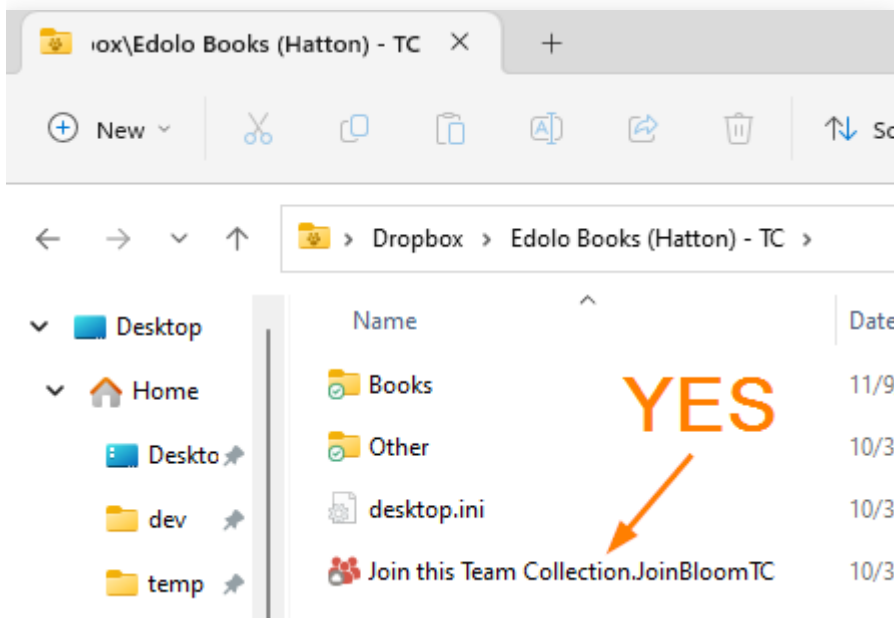 ox\Edolo Books (Hatton) - TC
New
Dropbox > Edolo Books (Hatton) - TC >
Desktop
Name
Date
Home
Books
11/9
YES
Deskto
Other
10/3
dev
desktop.ini
10/3
temp
Join this Team Collection.JoinBloomTC
10/3